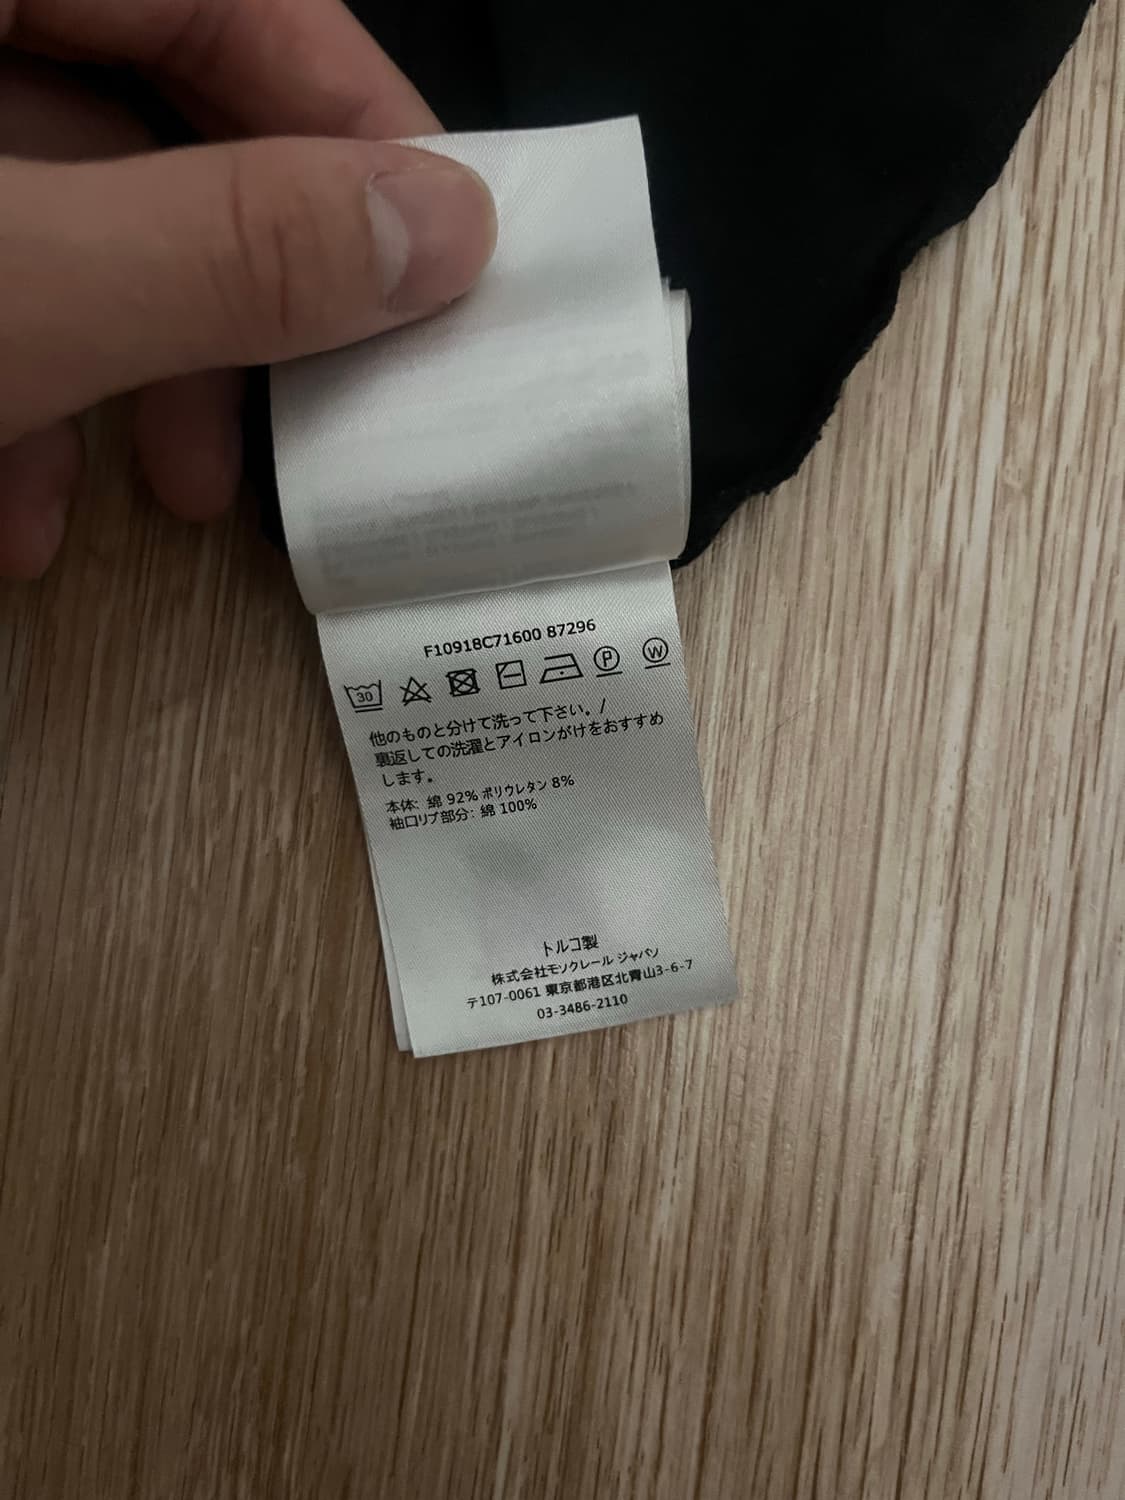 F10918C71600 87296
30 P W
他のものと分けて洗って下さい。/
裏返しての洗濯とアイロンがけをおすすめ
します。
本体: 綿 92% ポリウレタン 8%
袖口リブ部分: 綿 100%
トルコ製
株式会社モンクレール ジャパン
〒107-0061 東京都港区北青山3-6-7
03-3486-2110